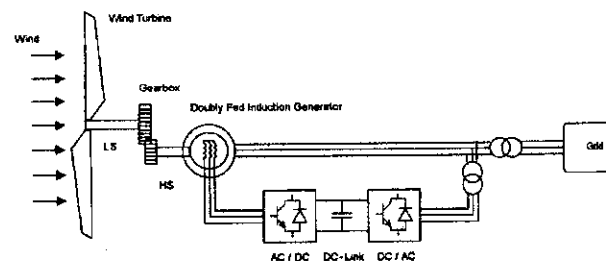 Wind Turbine
Wind
Gearbox
Doubly Fed Induction Generator
Grid
LS
HS
AC / DC DC - Link DC / AC